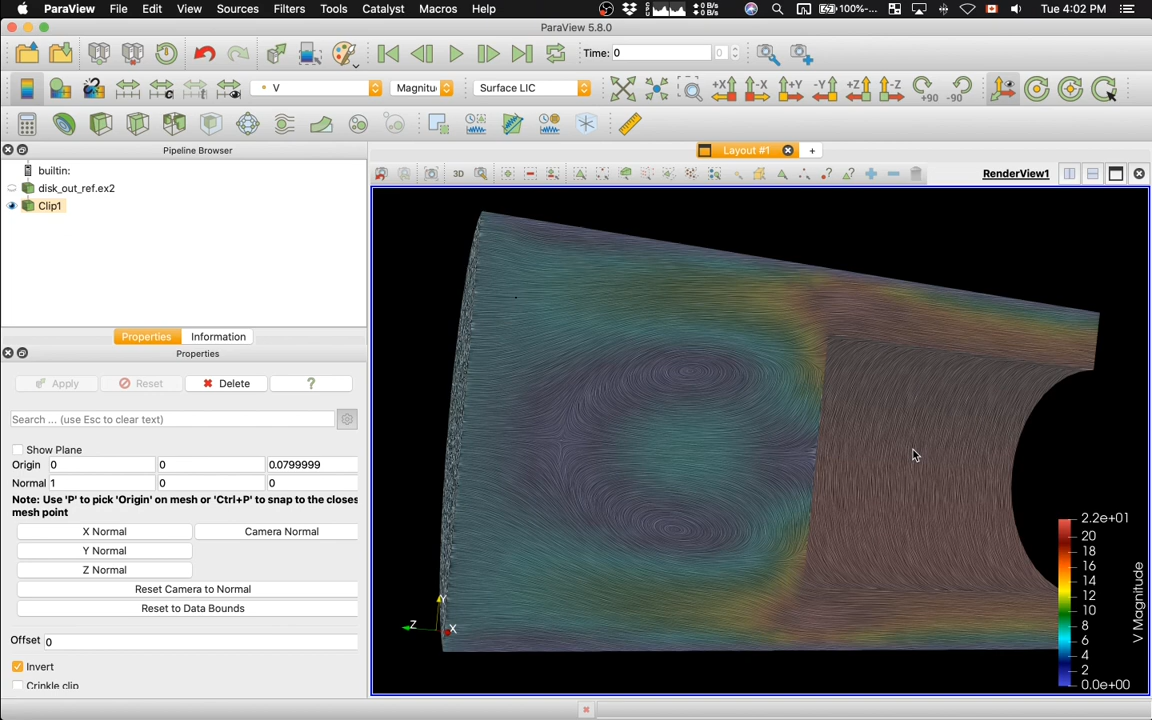 ParaView File Edit View Sources Filters Tools Catalyst Macros Help 0 B/s 0 B/s 100%... Tue 4:02 PM
ParaView 5.8.0
Time: 0 0
V Magnitu Surface LIC +X -X +Y -Y +Z -Z +90 -90
Pipeline Browser
Layout #1 +
builtin:
disk_out_ref.ex2
Clip1
3D
RenderView1
Properties Information
Properties
Apply Reset Delete ?
Search ... (use Esc to clear text)
Show Plane
Origin 0 0 0.0799999
Normal 1 0 0
Note: Use 'P' to pick 'Origin' on mesh or 'Ctrl+P' to snap to the closes
mesh point
X Normal Camera Normal
Y Normal
Z Normal
Reset Camera to Normal
Reset to Data Bounds
Offset 0
Invert
Crinkle clip
Y
Z X
2.2e+01
20
18
16
14
12
10
8
6
4
2
0.0e+00
V Magnitude